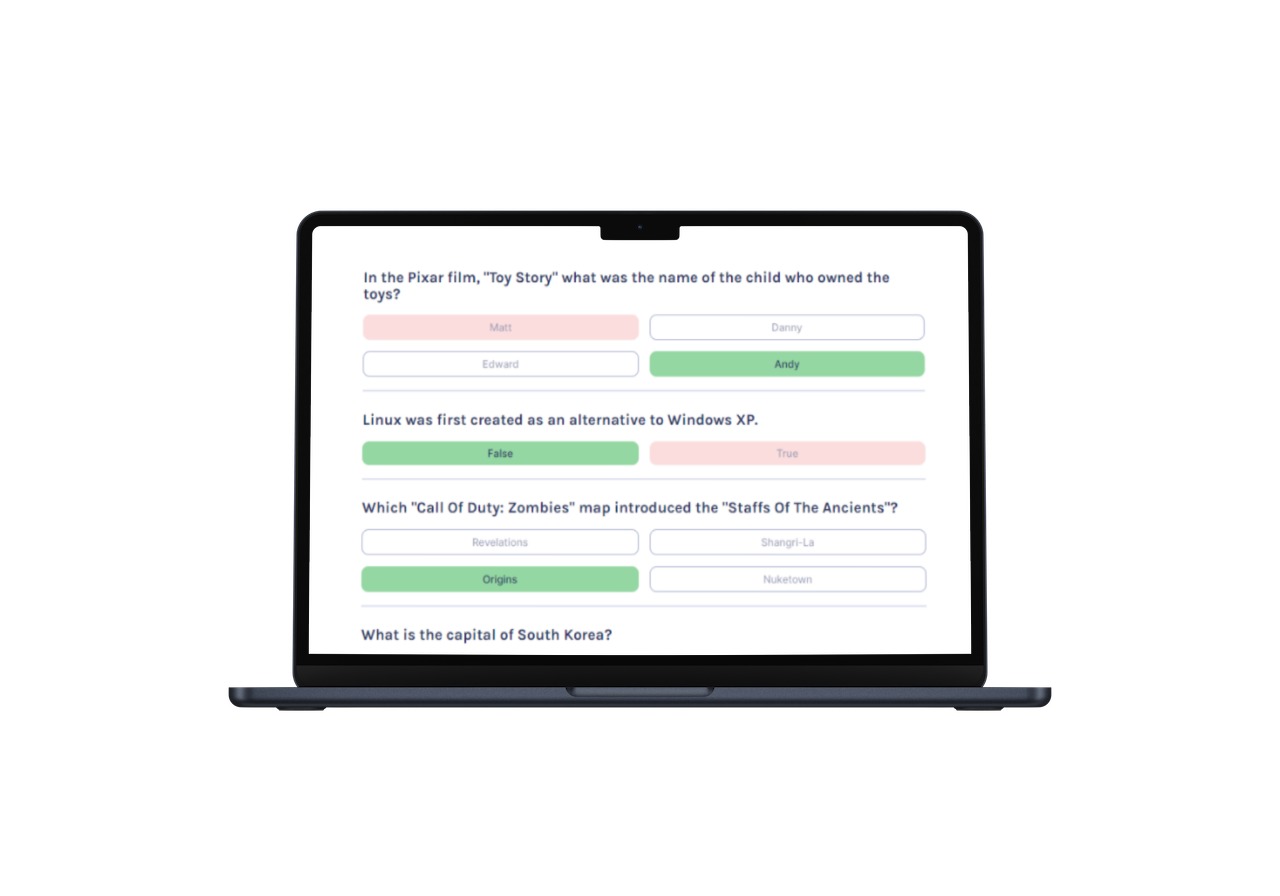 In the Pixar film, "Toy Story" what was the name of the child who owned the
toys?
Matt
Danny
Edward
Andy
Linux was first created as an alternative to Windows XP.
False
True
Which "Call Of Duty: Zombies" map introduced the "Staffs Of The Ancients"?
Revelations
Shangri-La
Origins
Nuketown
What is the capital of South Korea?